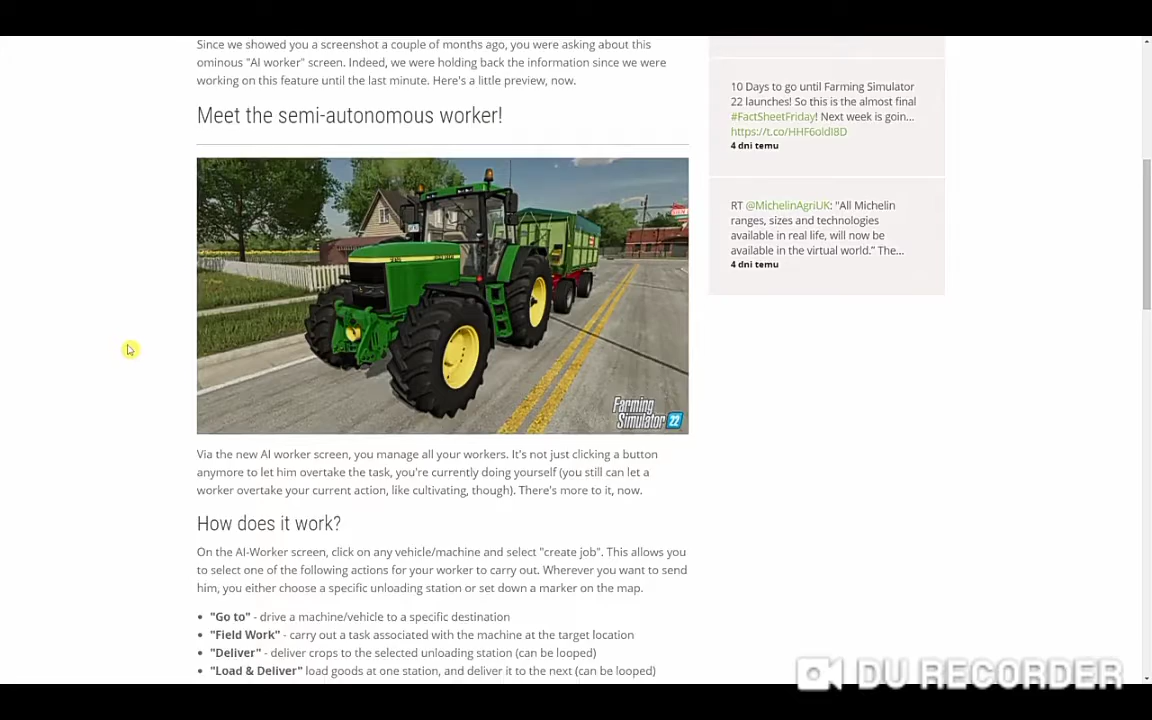 Since we showed you a screenshot a couple of months ago, you were asking about this
ominous "AI worker" screen. Indeed, we were holding back the information since we were
working on this feature until the last minute. Here's a little preview, now.
Meet the semi-autonomous worker!
Farming
Simulator 22
Via the new AI worker screen, you manage all your workers. It's not just clicking a button
anymore to let him overtake the task, you're currently doing yourself (you still can let a
worker overtake your current action, like cultivating, though). There's more to it, now.
How does it work?
On the AI-Worker screen, click on any vehicle/machine and select "create job". This allows you
to select one of the following actions for your worker to carry out. Wherever you want to send
him, you either choose a specific unloading station or set down a marker on the map.
• "Go to" - drive a machine/vehicle to a specific destination
• "Field Work" - carry out a task associated with the machine at the target location
• "Deliver" - deliver crops to the selected unloading station (can be looped)
• "Load & Deliver" load goods at one station, and deliver it to the next (can be looped)
10 Days to go until Farming Simulator
22 launches! So this is the almost final
#FactSheetFriday! Next week is goin...
https://t.co/HHF6oldI8D
4 dni temu
RT @MichelinAgriUK: "All Michelin
ranges, sizes and technologies
available in real life, will now be
available in the virtual world.” The...
4 dni temu
DU RECORDER